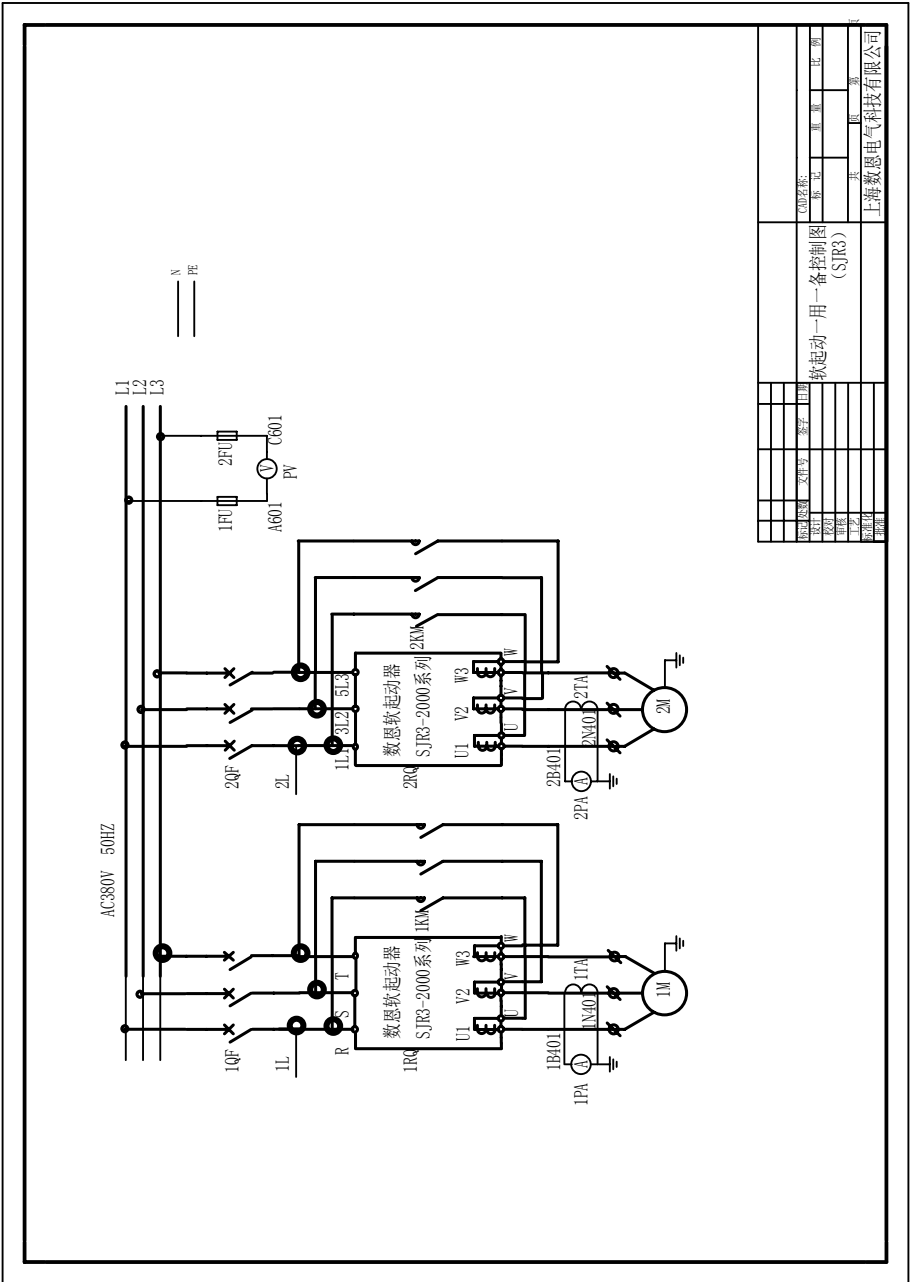 AC380V 50HZ
L1
L2
L3
N
PE
1FU
2FU
A601
C601
V
PV
1QF
2QF
1L
2L
R
S
T
1L1
3L2
5L3
1RQ
数恩软起动器
SJR3-2000系列
1KM
2RQ
数恩软起动器
SJR3-2000系列
2KM
U1
V2
W3
U
V
W
U1
V2
W3
U
V
W
1B401
1N401
1TA
1PA
A
1M
2B401
2N401
2TA
2PA
A
2M
标记
处数
文件号
签字
日期
设计
校对
审核
工艺
标准化
批准
软起动一用一备控制图
(SJR3)
CAD名称:
标 记
重 量
比 例
共
页
第
上海数恩电气科技有限公司